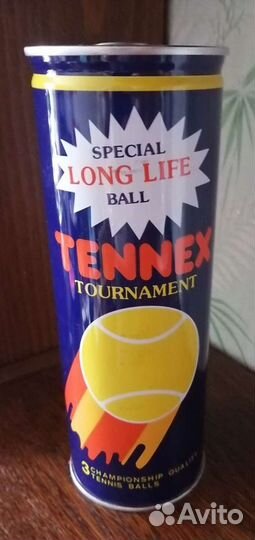 SPECIAL
LONG LIFE
BALL
TENNEX
TOURNAMENT
3 CHAMPIONSHIP QUALITY
TENNIS BALLS
Avito